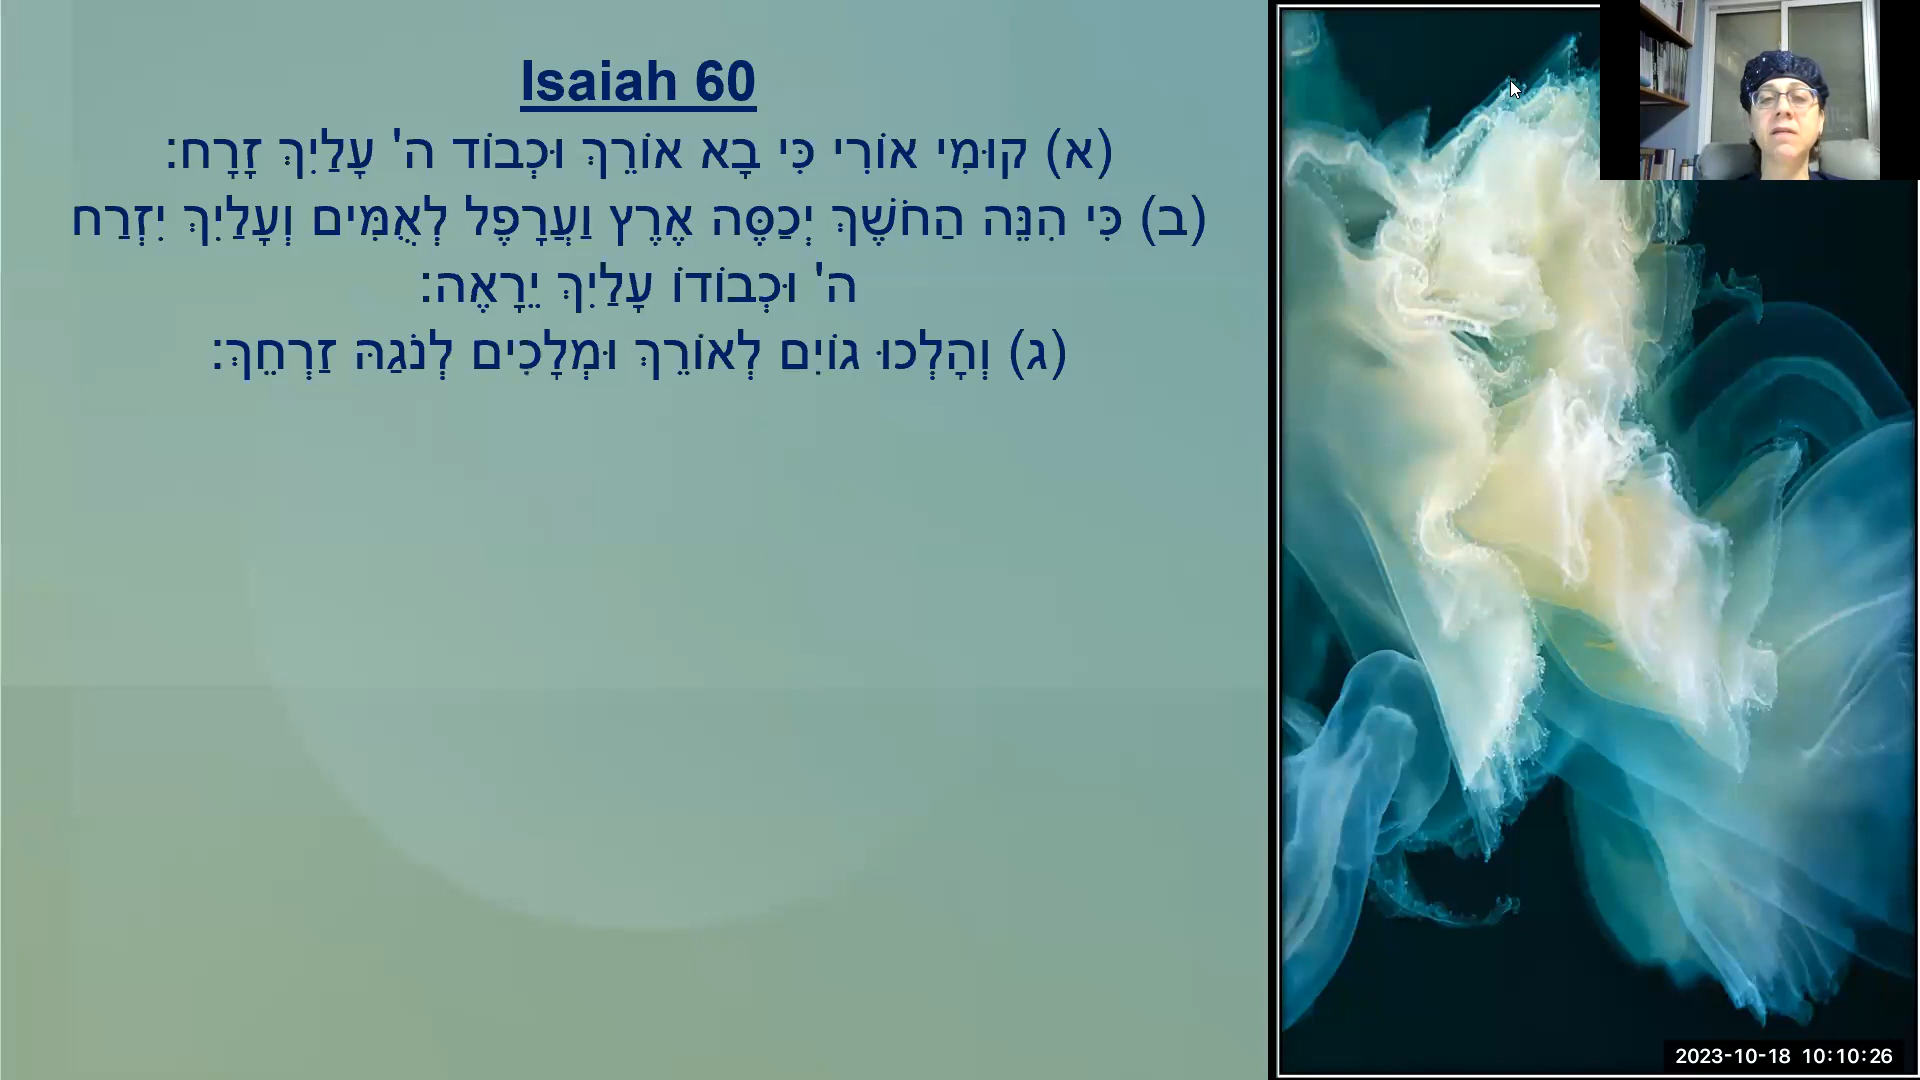 Isaiah 60
(א) קוּמִי אוֹרִי כִּי בָא אוֹרֵךְ וּכְבוֹד ה' עָלַיִךְ זָרָח:
(ב) כִּי הִנֵּה הַחֹשֶׁךְ יְכַסֶּה אֶרֶץ וַעֲרָפֶל לְאֻמִּים וְעָלַיִךְ יִזְרַח
ה' וּכְבוֹדוֹ עָלַיִךְ יֵרָאֶה:
(ג) וְהָלְכוּ גוֹיִם לְאוֹרֵךְ וּמְלָכִים לְנֹגַהּ זַרְחֵךְ:
2023-10-18 10:10:26